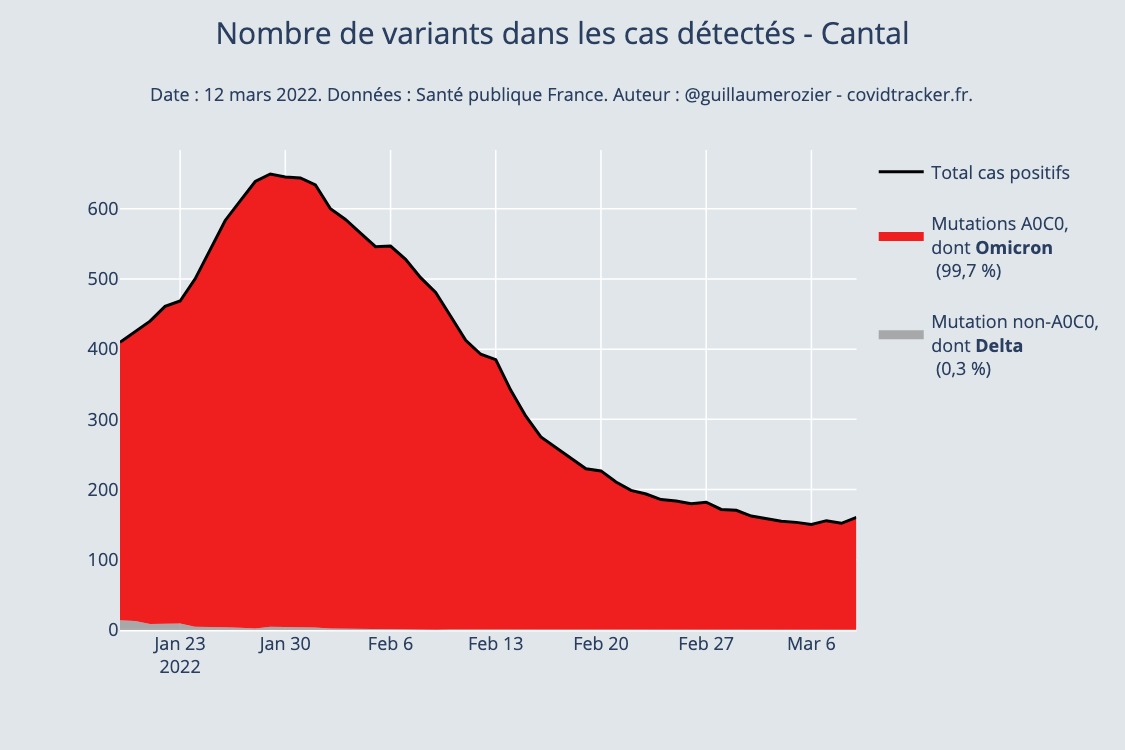 Nombre de variants dans les cas détectés - Cantal
Date : 12 mars 2022. Données : Santé publique France. Auteur : @guillaumerozier - covidtracker.fr.
Total cas positifs
Mutations A0C0,
dont Omicron
(99,7 %)
Mutation non-A0C0,
dont Delta
(0,3 %)
600
500
400
300
200
100
0
Jan 23
2022
Jan 30
Feb 6
Feb 13
Feb 20
Feb 27
Mar 6